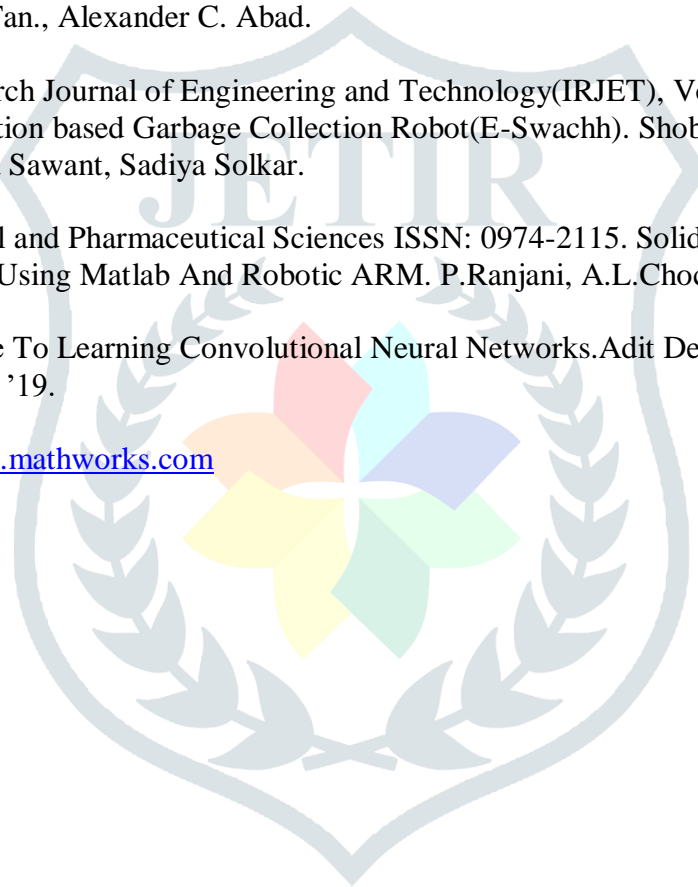 Tan., Alexander C. Abad.
rch Journal of Engineering and Technology(IRJET), V
tion based Garbage Collection Robot(E-Swachh). Shob
Sawant, Sadiya Solkar.
l and Pharmaceutical Sciences ISSN: 0974-2115. Solid
Using Matlab And Robotic ARM. P.Ranjani, A.L.Choc
e To Learning Convolutional Neural Networks.Adit De
’19.
.mathworks.com
JETIR